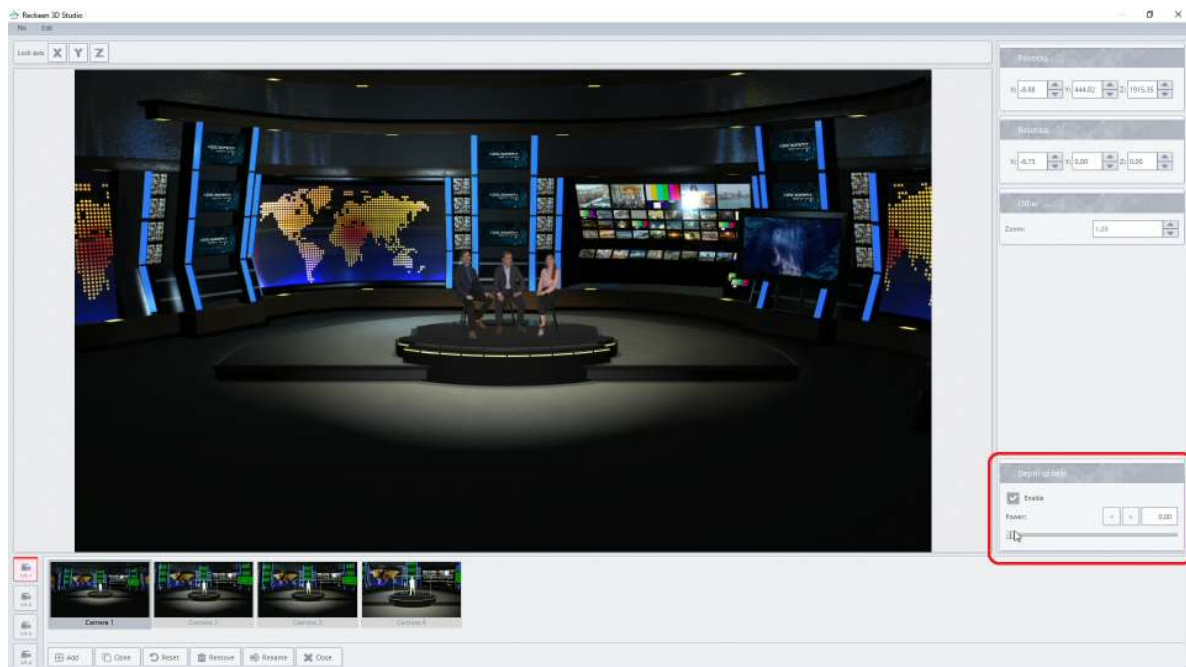 Reckeen 3D Studio
File Edit
Lock axis X Y Z
Position
X: -8.88 Y: 444.02 Z: 1915.35
Rotation
X: -8.73 Y: 0,00 Z: 0,00
Other
Zoom: 1,20
Depth of field
Enable
Power: < > 0,00
Camera 1 Camera 2 Camera 3 Camera 4
Add Clone Reset Remove Rename Close